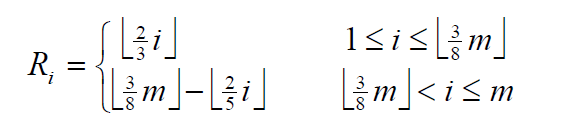 R_i = { ⌊2/3 i⌋   1 ≤ i ≤ ⌊3/8 m⌋
⌊3/8 m⌋ − ⌊2/5 i⌋   ⌊3/8 m⌋ < i ≤ m